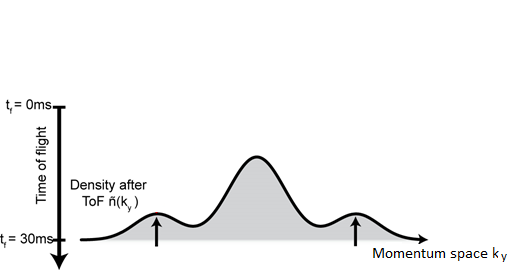 t_f = 0ms
Time of flight
Density after
ToF ñ(k_y)
t_f = 30ms
Momentum space k_y